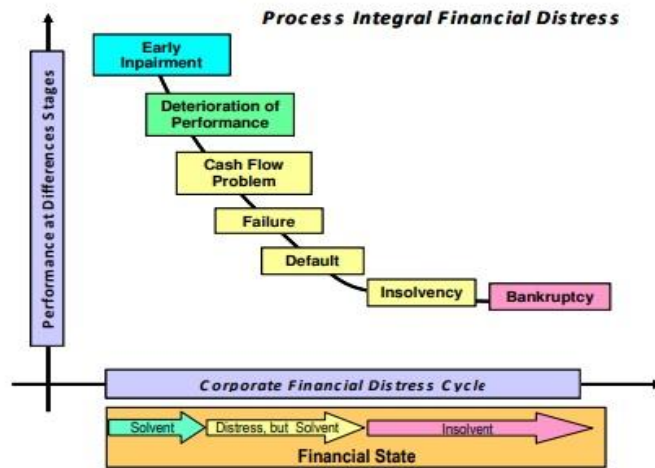 Process Integral Financial Distress
Early
Inpairment
Deterioration of
Performance
Cash Flow
Problem
Failure
Default
Insolvency
Bankruptcy
Performance at Differences Stages
Corporate Financial Distress Cycle
Solvent
Distress, but Solvent
Insolvent
Financial State